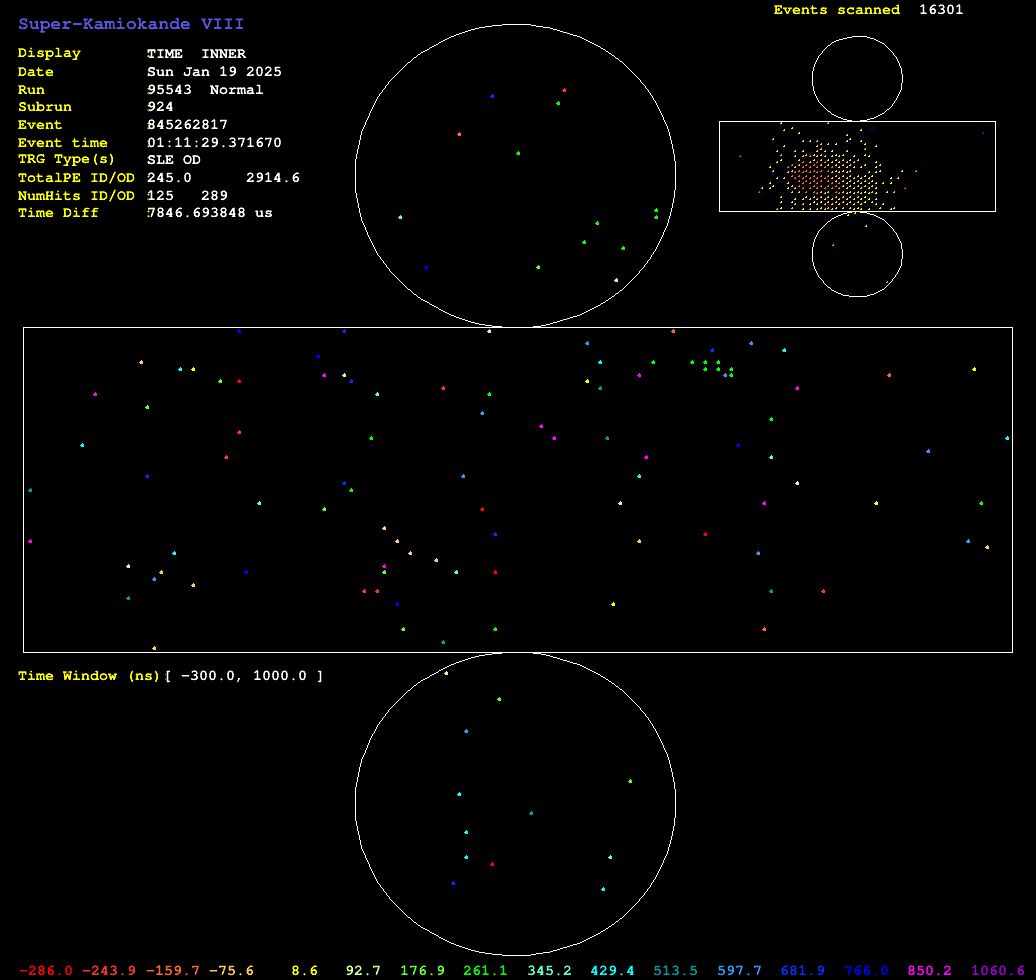 Super-Kamiokande VIII
Events scanned 16301
Display TIME INNER
Date Sun Jan 19 2025
Run 95543 Normal
Subrun 924
Event 845262817
Event time 01:11:29.371670
TRG Type(s) SLE OD
TotalPE ID/OD 245.0 2914.6
NumHits ID/OD 125 289
Time Diff 7846.693848 us
Time Window (ns) [ -300.0, 1000.0 ]
-286.0 -243.9 -159.7 -75.6 8.6 92.7 176.9 261.1 345.2 429.4 513.5 597.7 681.9 766.0 850.2 1060.6